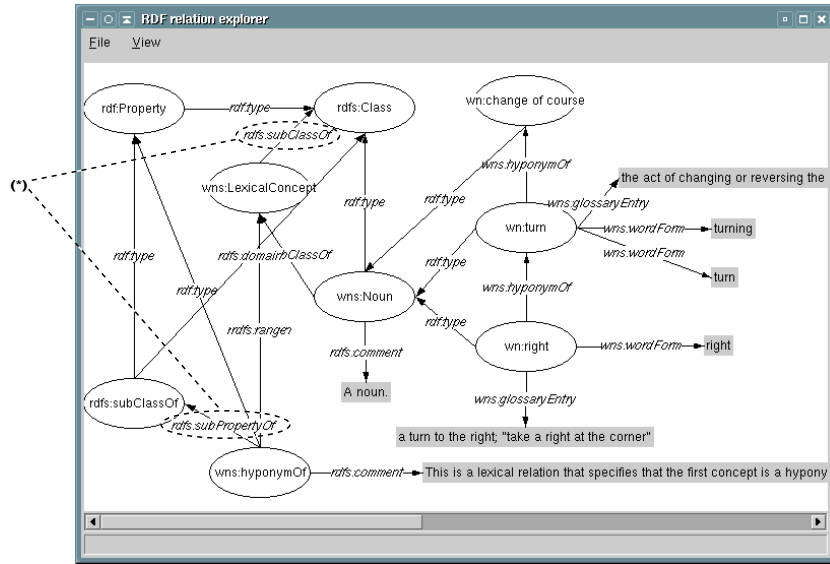 RDF relation explorer
File View
rdf:Property
rdf:type
rdfs:Class
wn:change of course
rdfs:subClassOf
wns:hyponymOf
(*)
wns:LexicalConcept
the act of changing or reversing the
rdf:type
rdf:type
wns:glossaryEntry
wn:turn
wns:wordForm
turning
rdf:type
rdfs:domain
bClassOf
rdf:type
wns:wordForm
turn
rdf:type
wns:Noun
wns:hyponymOf
rdf:type
rdfs:range
wn:right
wns:wordForm
right
rdfs:comment
A noun.
rdfs:subClassOf
wns:glossaryEntry
rdfs:subPropertyOf
a turn to the right; "take a right at the corner"
wns:hyponymOf
rdfs:comment
This is a lexical relation that specifies that the first concept is a hypony